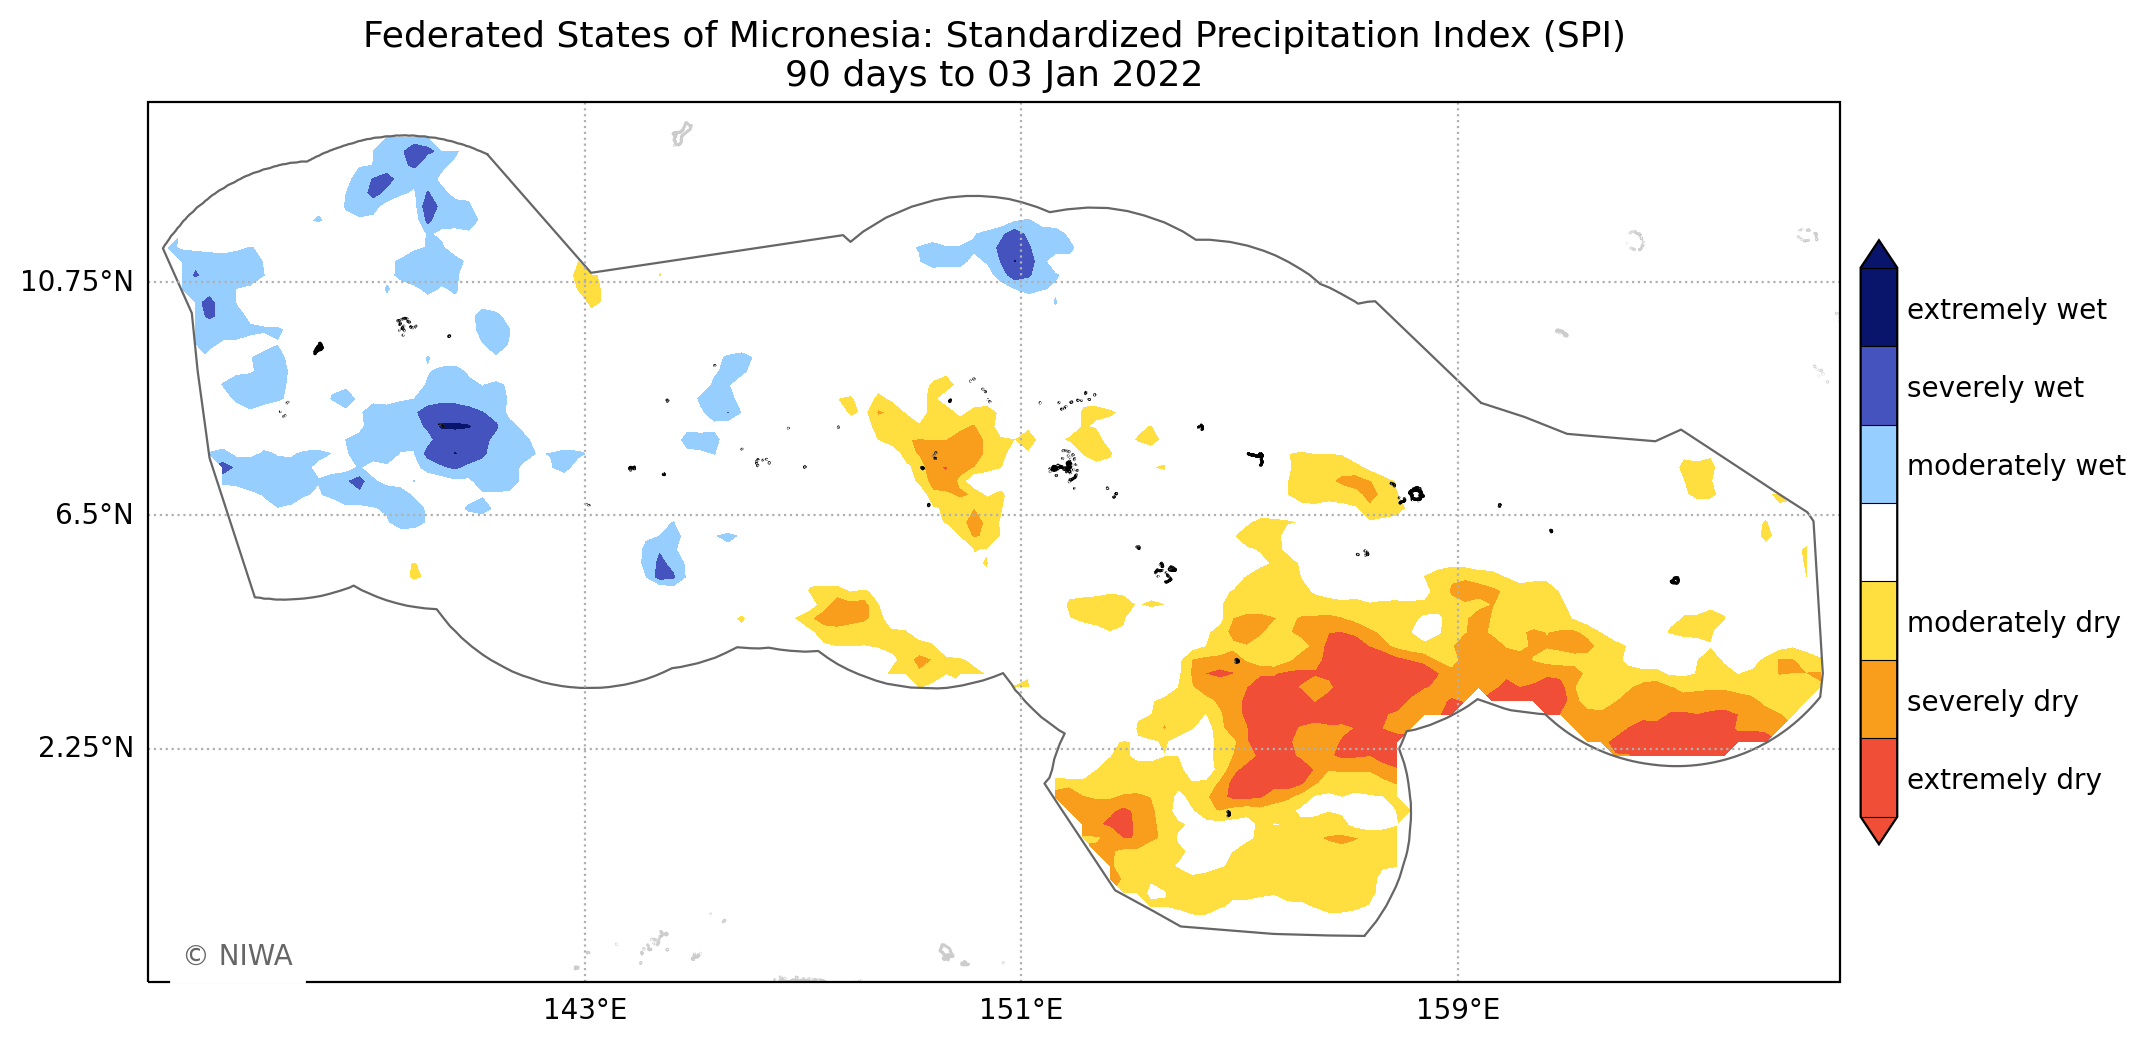 Federated States of Micronesia: Standardized Precipitation Index (SPI)
90 days to 03 Jan 2022
10.75°N
6.5°N
2.25°N
143°E
151°E
159°E
extremely wet
severely wet
moderately wet
moderately dry
severely dry
extremely dry
© NIWA